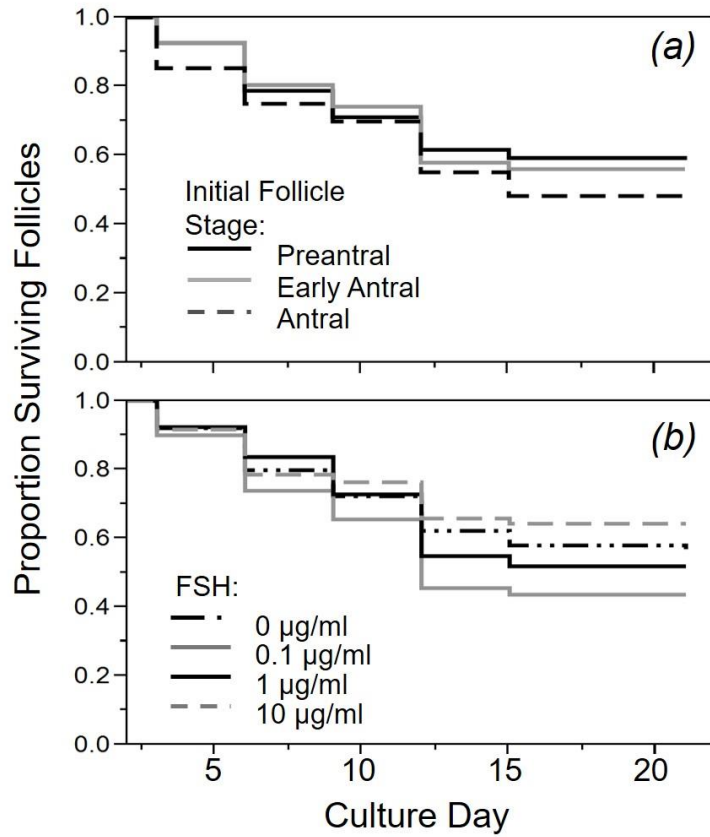 Proportion Surviving Follicles
1.0
0.8
0.6
0.4
0.2
0.0
(a)
Initial Follicle
Stage:
Preantral
Early Antral
Antral
1.0
0.8
0.6
0.4
0.2
0.0
(b)
FSH:
0 µg/ml
0.1 µg/ml
1 µg/ml
10 µg/ml
5 10 15 20
Culture Day